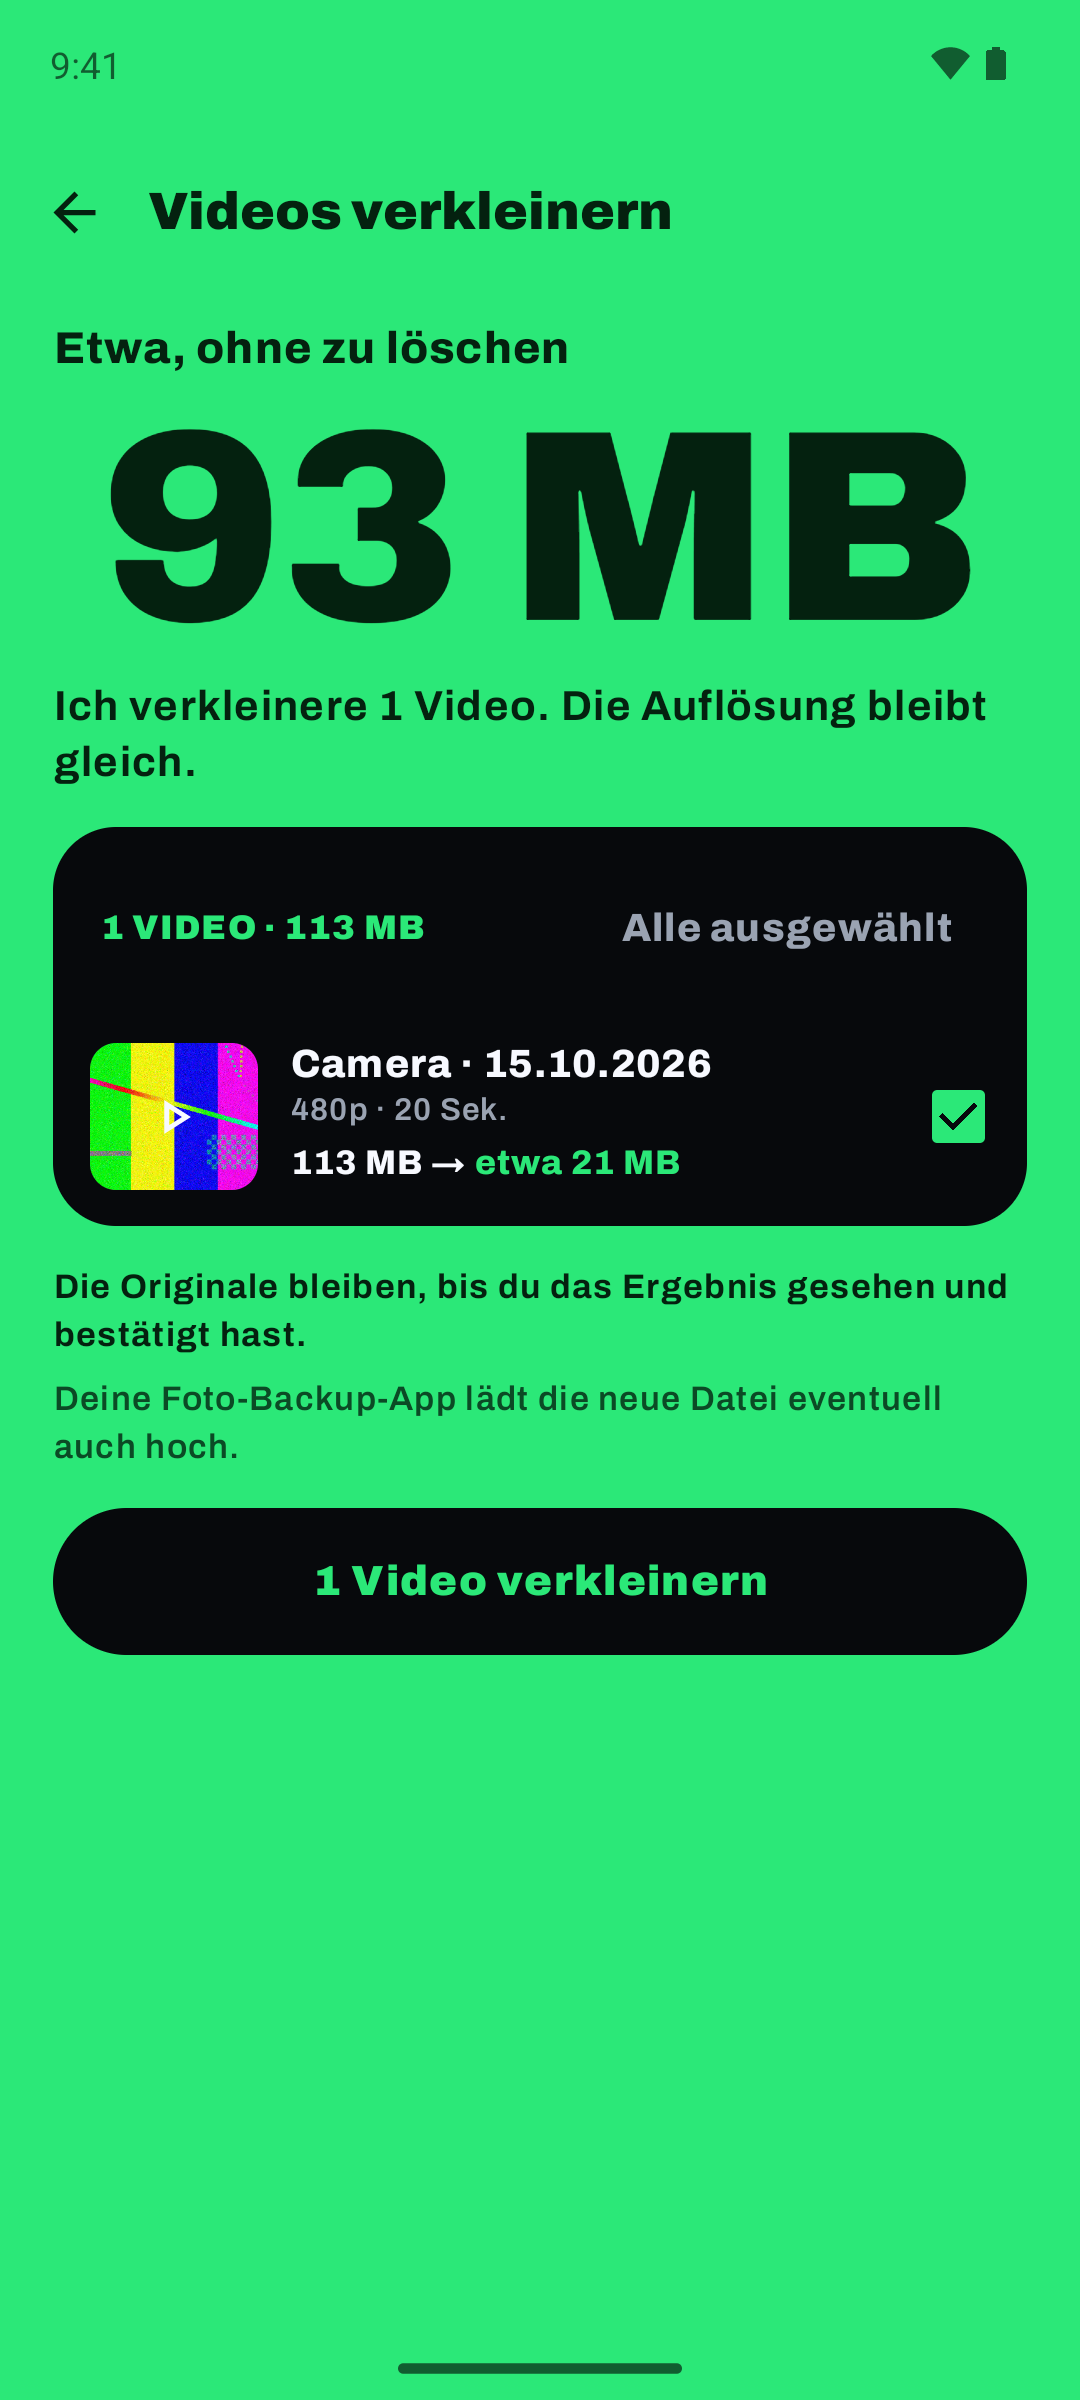 9:41
Videos verkleinern
Etwa, ohne zu löschen
93 MB
Ich verkleinere 1 Video. Die Auflösung bleibt
gleich.
1 VIDEO · 113 MB
Alle ausgewählt
Camera · 15.10.2026
480p · 20 Sek.
113 MB → etwa 21 MB
Die Originale bleiben, bis du das Ergebnis gesehen und
bestätigt hast.
Deine Foto-Backup-App lädt die neue Datei eventuell
auch hoch.
1 Video verkleinern